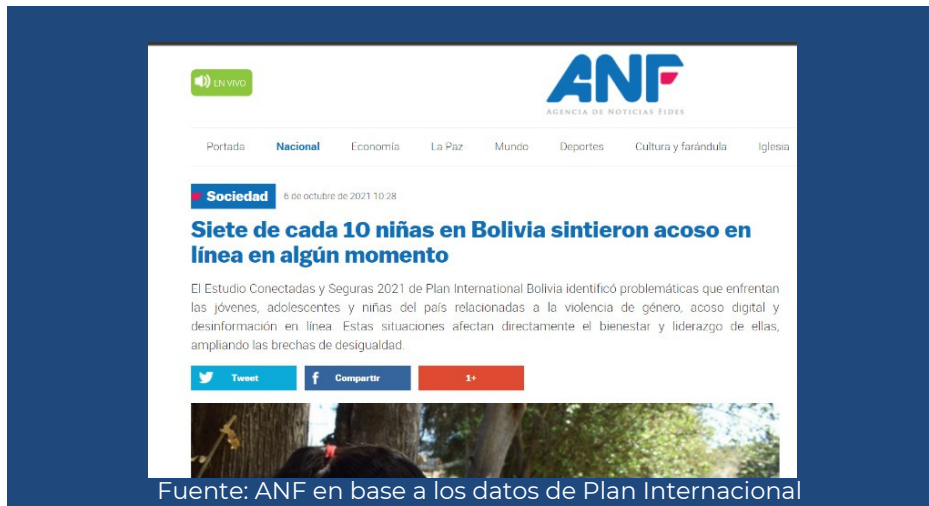 EN VIVO
ANF
AGENCIA DE NOTICIAS FIDES
Portada Nacional Economía La Paz Mundo Deportes Cultura y farándula Iglesia
Sociedad 6 de octubre de 2021 10:28
Siete de cada 10 niñas en Bolivia sintieron acoso en
línea en algún momento
El Estudio Conectadas y Seguras 2021 de Plan International Bolivia identificó problemáticas que enfrentan
las jóvenes, adolescentes y niñas del país relacionadas a la violencia de género, acoso digital y
desinformación en línea. Estas situaciones afectan directamente el bienestar y liderazgo de ellas,
ampliando las brechas de desigualdad.
Tweet Compartir 1+
Fuente: ANF en base a los datos de Plan Internacional